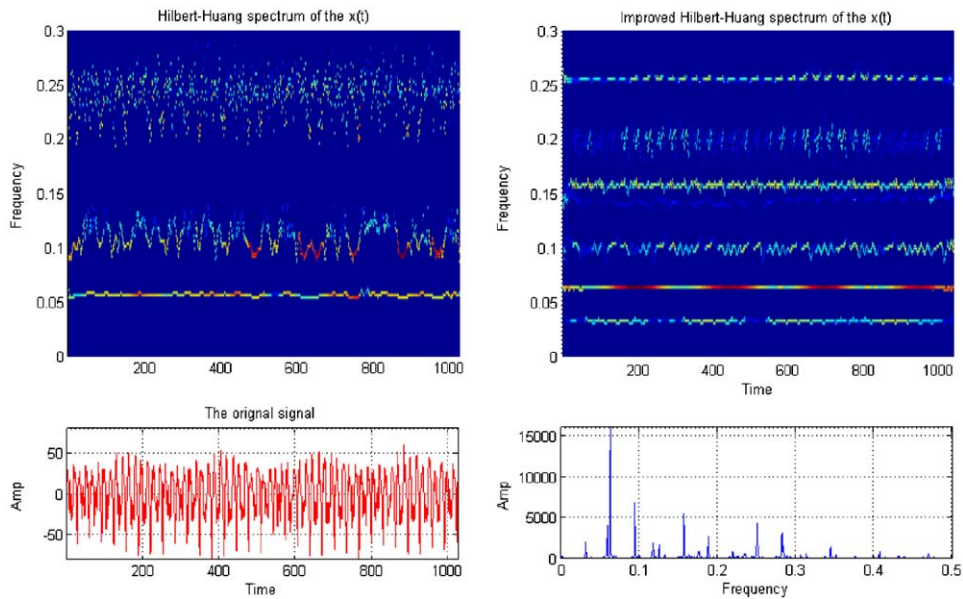 Hilbert-Huang spectrum of the x(t)
0.3
0.25
0.2
0.15
0.1
0.05
0
Frequency
200 400 600 800 1000
Improved Hilbert-Huang spectrum of the x(t)
0.3
0.25
0.2
0.15
0.1
0.05
0
Frequency
200 400 600 800 1000
Time
The orignal signal
50
0
-50
Amp
200 400 600 800 1000
Time
15000
10000
5000
0
Amp
0 0.1 0.2 0.3 0.4 0.5
Frequency